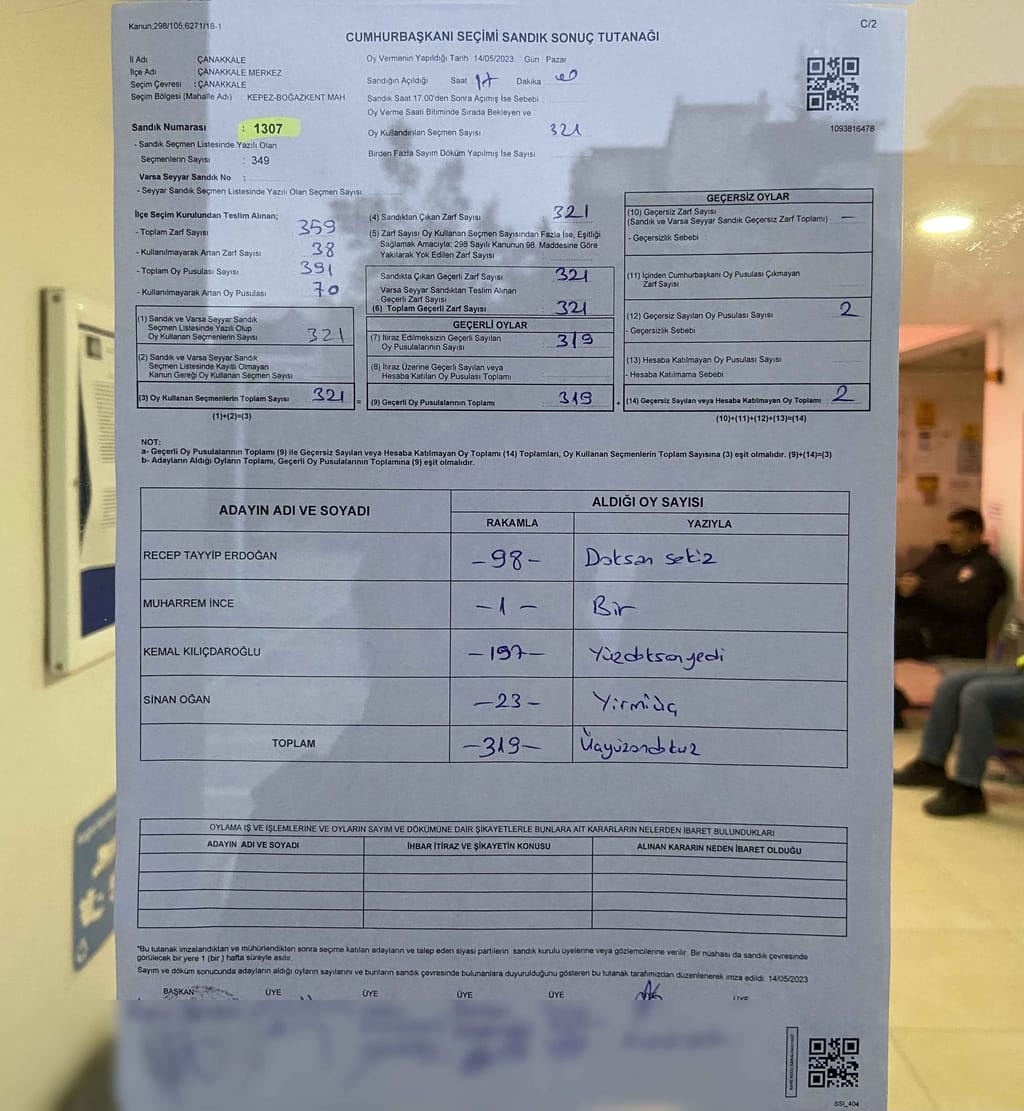 Kanun:298/105,6271/18-1
C/2
CUMHURBAŞKANI SEÇİMİ SANDIK SONUÇ TUTANAĞI
İl Adı : ÇANAKKALE
İlçe Adı : ÇANAKKALE MERKEZ
Seçim Çevresi : ÇANAKKALE
Seçim Bölgesi (Mahalle Adı) KEPEZ-BOĞAZKENT MAH.
Oy Vermenin Yapıldığı Tarih 14/05/2023 Gün Pazar
Sandığın Açıldığı Saat 17 Dakika 00
Sandık Saat 17.00'den Sonra Açılmış İse Sebebi
Oy Verme Saati Bitiminde Sırada Bekleyen ve
Oy Kullandırılan Seçmen Sayısı 321
Birden Fazla Sayım Döküm Yapılmış İse Sayısı
1093816478
Sandık Numarası : 1307
- Sandık Seçmen Listesinde Yazılı Olan
Seçmenlerin Sayısı : 349
Varsa Seyyar Sandık No :
- Seyyar Sandık Seçmen Listesinde Yazılı Olan Seçmen Sayısı:
İlçe Seçim Kurulundan Teslim Alınan;
- Toplam Zarf Sayısı 359
- Kullanılmayarak Artan Zarf Sayısı 38
- Toplam Oy Pusulası Sayısı 391
- Kullanılmayarak Artan Oy Pusulası 70
(1) Sandık ve Varsa Seyyar Sandık
Seçmen Listesinde Yazılı Olup
Oy Kullanan Seçmenlerin Sayısı 321
(2) Sandık ve Varsa Seyyar Sandık
Seçmen Listesinde Kayıtlı Olmayan
Kanun Gereği Oy Kullanan Seçmen Sayısı
(3) Oy Kullanan Seçmenlerin Toplam Sayısı 321 =
(1)+(2)=(3)
(4) Sandıktan Çıkan Zarf Sayısı 321
(5) Zarf Sayısı Oy Kullanan Seçmen Sayısından Fazla İse, Eşitliği
Sağlamak Amacıyla; 298 Sayılı Kanunun 98. Maddesine Göre
Yakılarak Yok Edilen Zarf Sayısı
Sandıkta Çıkan Geçerli Zarf Sayısı 321
Varsa Seyyar Sandıktan Teslim Alınan
Geçerli Zarf Sayısı
(6) Toplam Geçerli Zarf Sayısı 321
GEÇERLİ OYLAR
(7) İtiraz Edilmeksizin Geçerli Sayılan
Oy Pusulalarının Sayısı 319
(8) İtiraz Üzerine Geçerli Sayılan veya
Hesaba Katılan Oy Pusulası Toplamı
(9) Geçerli Oy Pusulalarının Toplamı 319 +
GEÇERSİZ OYLAR
(10) Geçersiz Zarf Sayısı
(Sandık ve Varsa Seyyar Sandık Geçersiz Zarf Toplamı) —
- Geçersizlik Sebebi :
(11) İçinden Cumhurbaşkanı Oy Pusulası Çıkmayan
Zarf Sayısı
(12) Geçersiz Sayılan Oy Pusulası Sayısı 2
- Geçersizlik Sebebi
(13) Hesaba Katılmayan Oy Pusulası Sayısı
- Hesaba Katılmama Sebebi
(14) Geçersiz Sayılan veya Hesaba Katılmayan Oy Toplamı 2
(10)+(11)+(12)+(13)=(14)
NOT:
a- Geçerli Oy Pusulalarının Toplamı (9) ile Geçersiz Sayılan veya Hesaba Katılmayan Oy Toplamı (14) Toplamları, Oy Kullanan Seçmenlerin Toplam Sayısına (3) eşit olmalıdır. (9)+(14)=(3)
b- Adayların Aldığı Oyların Toplamı, Geçerli Oy Pusulalarının Toplamına (9) eşit olmalıdır.
ADAYIN ADI VE SOYADI
ALDIĞI OY SAYISI
RAKAMLA YAZIYLA
RECEP TAYYİP ERDOĞAN -98- Doksan sekiz
MUHARREM İNCE -1- Bir
KEMAL KILIÇDAROĞLU -197- Yüzdoksanyedi
SİNAN OĞAN -23- Yirmiüç
TOPLAM -319- Üçyüzondokuz
OYLAMA İŞ VE İŞLEMLERİNE VE OYLARIN SAYIM VE DÖKÜMÜNE DAİR ŞİKAYETLERLE BUNLARA AİT KARARLARIN NELERDEN İBARET BULUNDUKLARI
ADAYIN ADI VE SOYADI İHBAR İTİRAZ VE ŞİKAYETİN KONUSU ALINAN KARARIN NEDEN İBARET OLDUĞU
*Bu tutanak imzalandıktan ve mühürlendikten sonra seçime katılan adayların ve talep eden siyasi partilerin sandık kurulu üyelerine veya gözlemcilerine verilir. Bir nüshası da sandık çevresinde
görülecek bir yere 1 (bir) hafta süreyle asılır.
Sayım ve döküm sonucunda adayların aldığı oyların sayılarını ve bunların sandık çevresinde bulunanlara duyurulduğunu gösteren bu tutanak tarafımızdan düzenlenerek imza edildi. 14/05/2023
BAŞKAN ÜYE ÜYE ÜYE ÜYE ÜYE
SSI_404